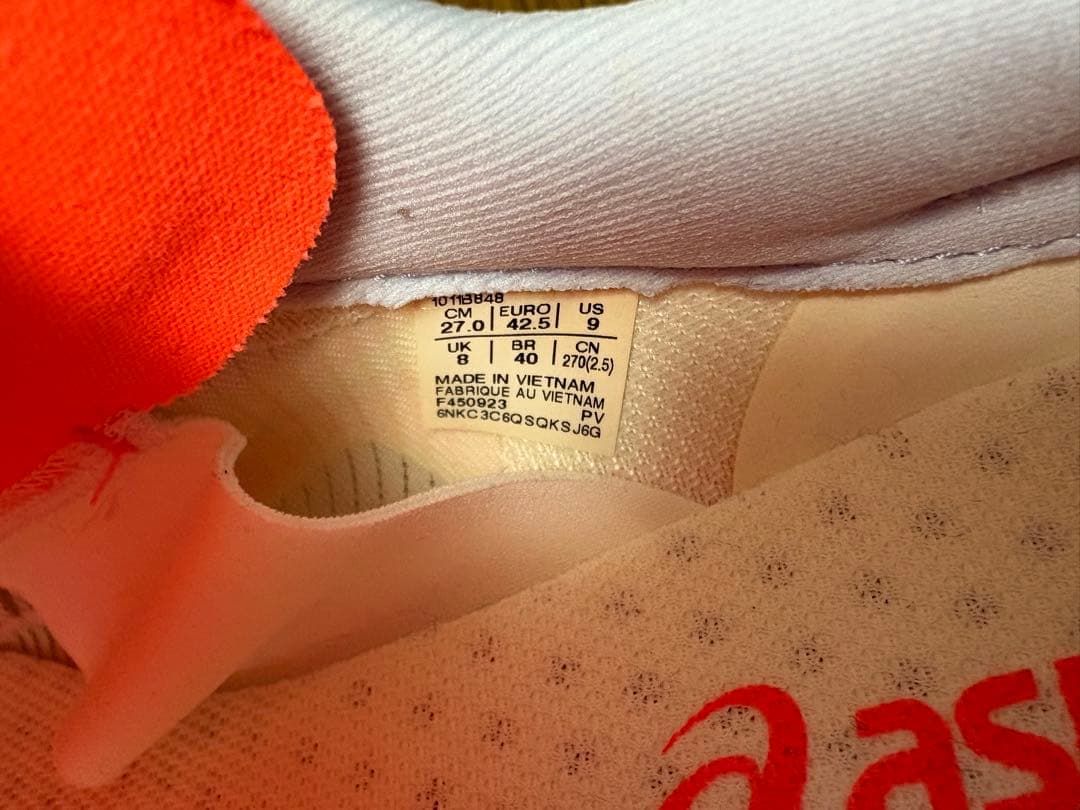 1011B848
CM | EURO | US
27.0 | 42.5 | 9
UK | BR | CN
8 | 40 | 270(2.5)
MADE IN VIETNAM
FABRIQUE AU VIETNAM
F450923 PV
6NKC3C6QSQKSJ6G
as